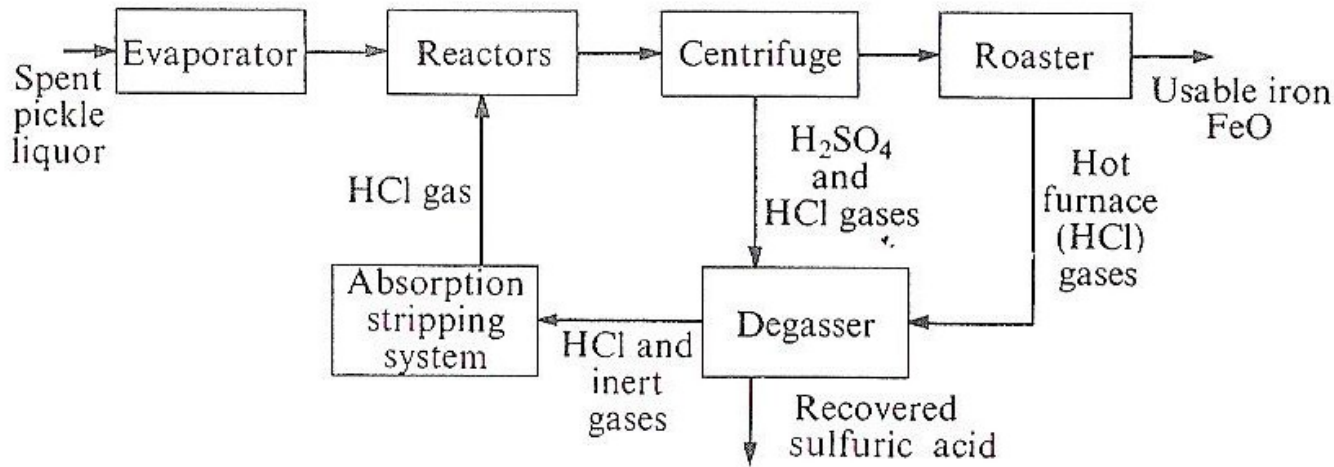 Evaporator
Reactors
Centrifuge
Roaster
Spent
pickle
liquor
Usable iron
FeO
HCl gas
H₂SO₄
and
HCl gases
Hot
furnace
(HCl)
gases
Absorption
stripping
system
HCl and
inert
gases
Degasser
Recovered
sulfuric acid